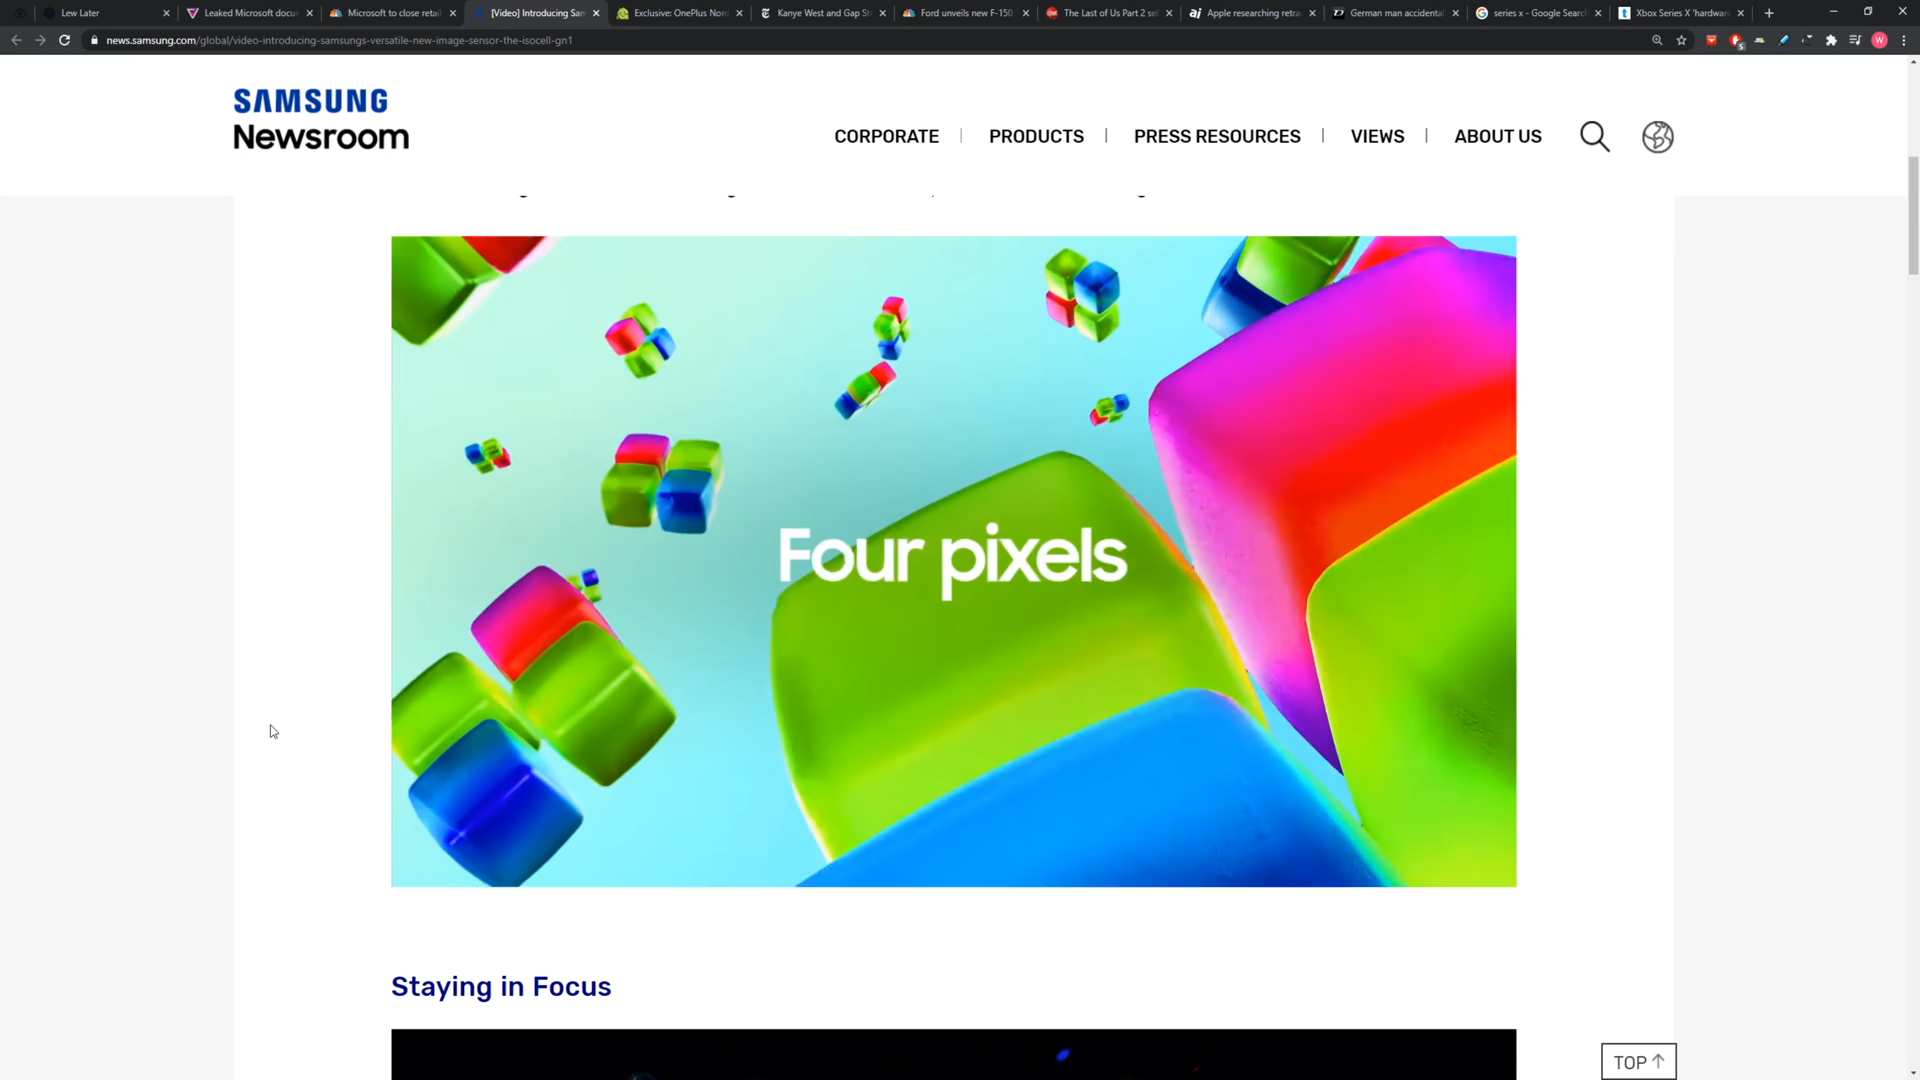 Lew Later
Leaked Microsoft docu
Microsoft to close retail
[Video] Introducing Sam
Exclusive: OnePlus Nord
Kanye West and Gap St
Ford unveils new F-150
The Last of Us Part 2 se
Apple researching retra
German man accidenta
series x - Google Search
Xbox Series X 'hardwar
news.samsung.com/global/video-introducing-samsungs-versatile-new-image-sensor-the-isocell-gn1
5
W
SAMSUNG
Newsroom
CORPORATE
PRODUCTS
PRESS RESOURCES
VIEWS
ABOUT US
Four pixels
Staying in Focus
TOP